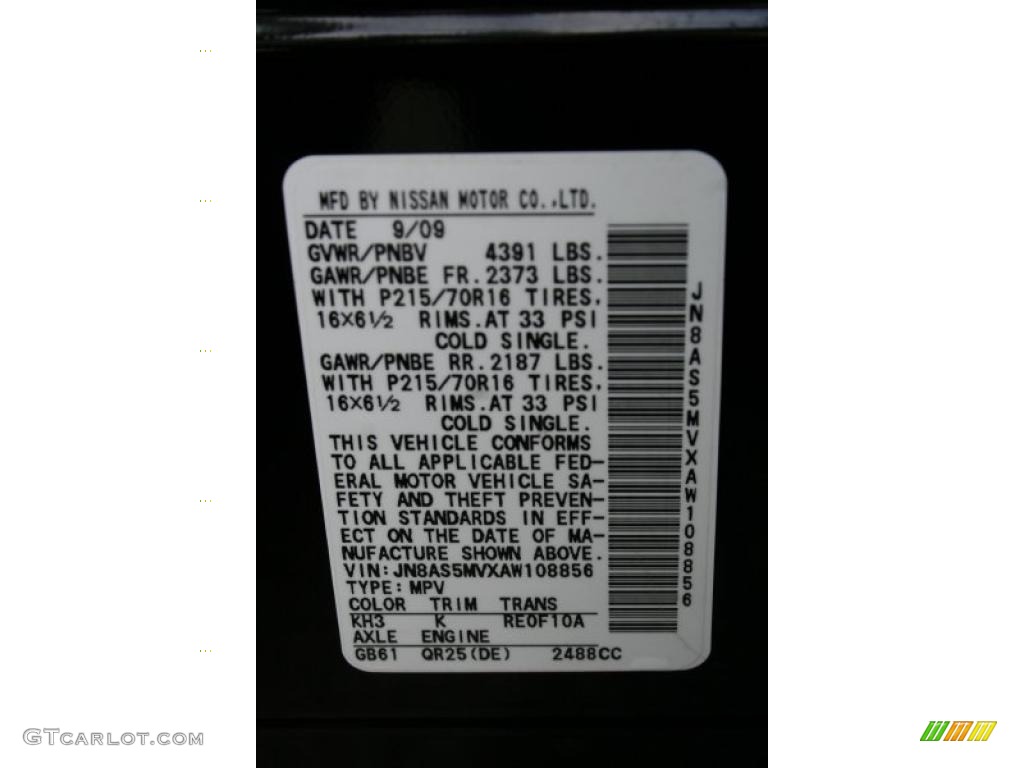 MFD BY NISSAN MOTOR CO.,LTD.
DATE 9/09
GVWR/PNBV 4391 LBS.
GAWR/PNBE FR.2373 LBS.
WITH P215/70R16 TIRES,
16×6½ RIMS.AT 33 PSI
COLD SINGLE.
GAWR/PNBE RR.2187 LBS.
WITH P215/70R16 TIRES,
16×6½ RIMS.AT 33 PSI
COLD SINGLE.
THIS VEHICLE CONFORMS
TO ALL APPLICABLE FED-
ERAL MOTOR VEHICLE SA-
FETY AND THEFT PREVEN-
TION STANDARDS IN EFF-
ECT ON THE DATE OF MA-
NUFACTURE SHOWN ABOVE.
VIN:JN8AS5MVXAW108856
TYPE:MPV
COLOR TRIM TRANS
KH3 K RE0F10A
AXLE ENGINE
GB61 QR25(DE) 2488CC
JN8AS5MVXAW108856
GTCARLOT.COM